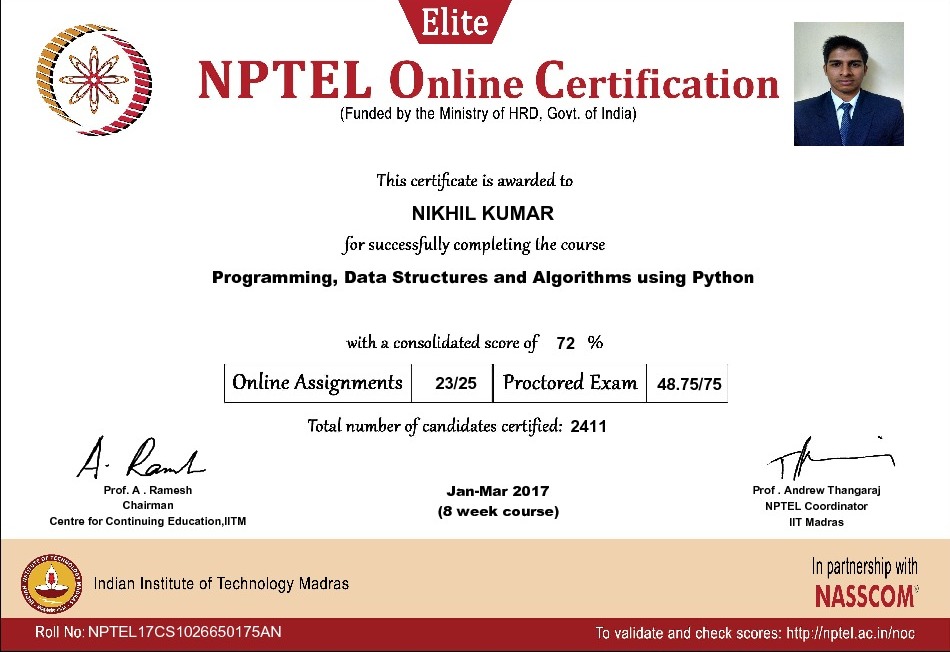 Elite
NPTEL Online Certification
(Funded by the Ministry of HRD, Govt. of India)
This certificate is awarded to
NIKHIL KUMAR
for successfully completing the course
Programming, Data Structures and Algorithms using Python
with a consolidated score of 72 %
Online Assignments 23/25 Proctored Exam 48.75/75
Total number of candidates certified: 2411
Prof. A . Ramesh
Chairman
Centre for Continuing Education,IITM
Jan-Mar 2017
(8 week course)
Prof . Andrew Thangaraj
NPTEL Coordinator
IIT Madras
Indian Institute of Technology Madras
In partnership with
NASSCOM®
Roll No: NPTEL17CS1026650175AN
To validate and check scores: http://nptel.ac.in/noc